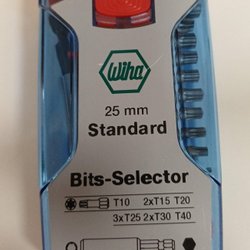 Wiha
25 mm
Standard
Bits-Selector
T10 2xT15 T20
3xT25 2xT30 T40